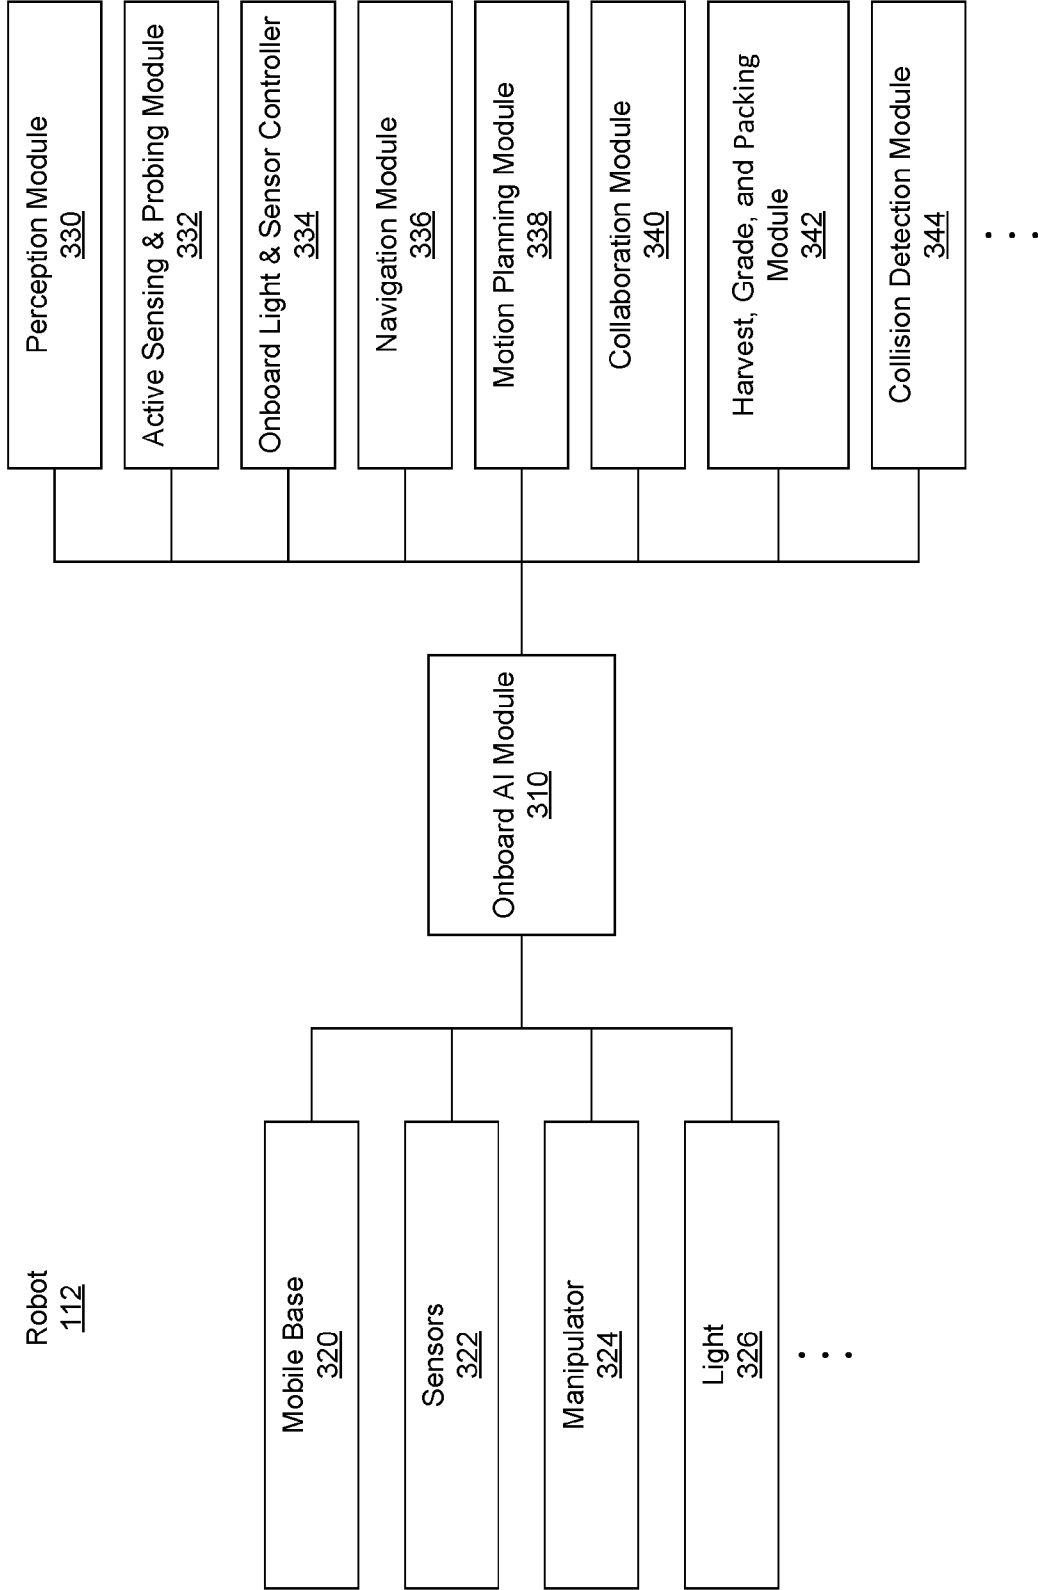 Robot
112
Mobile Base
320
Sensors
322
Manipulator
324
Light
326
. . .
Onboard AI Module
310
Perception Module
330
Active Sensing & Probing Module
332
Onboard Light & Sensor Controller
334
Navigation Module
336
Motion Planning Module
338
Collaboration Module
340
Harvest, Grade, and Packing
Module
342
Collision Detection Module
344
. . .